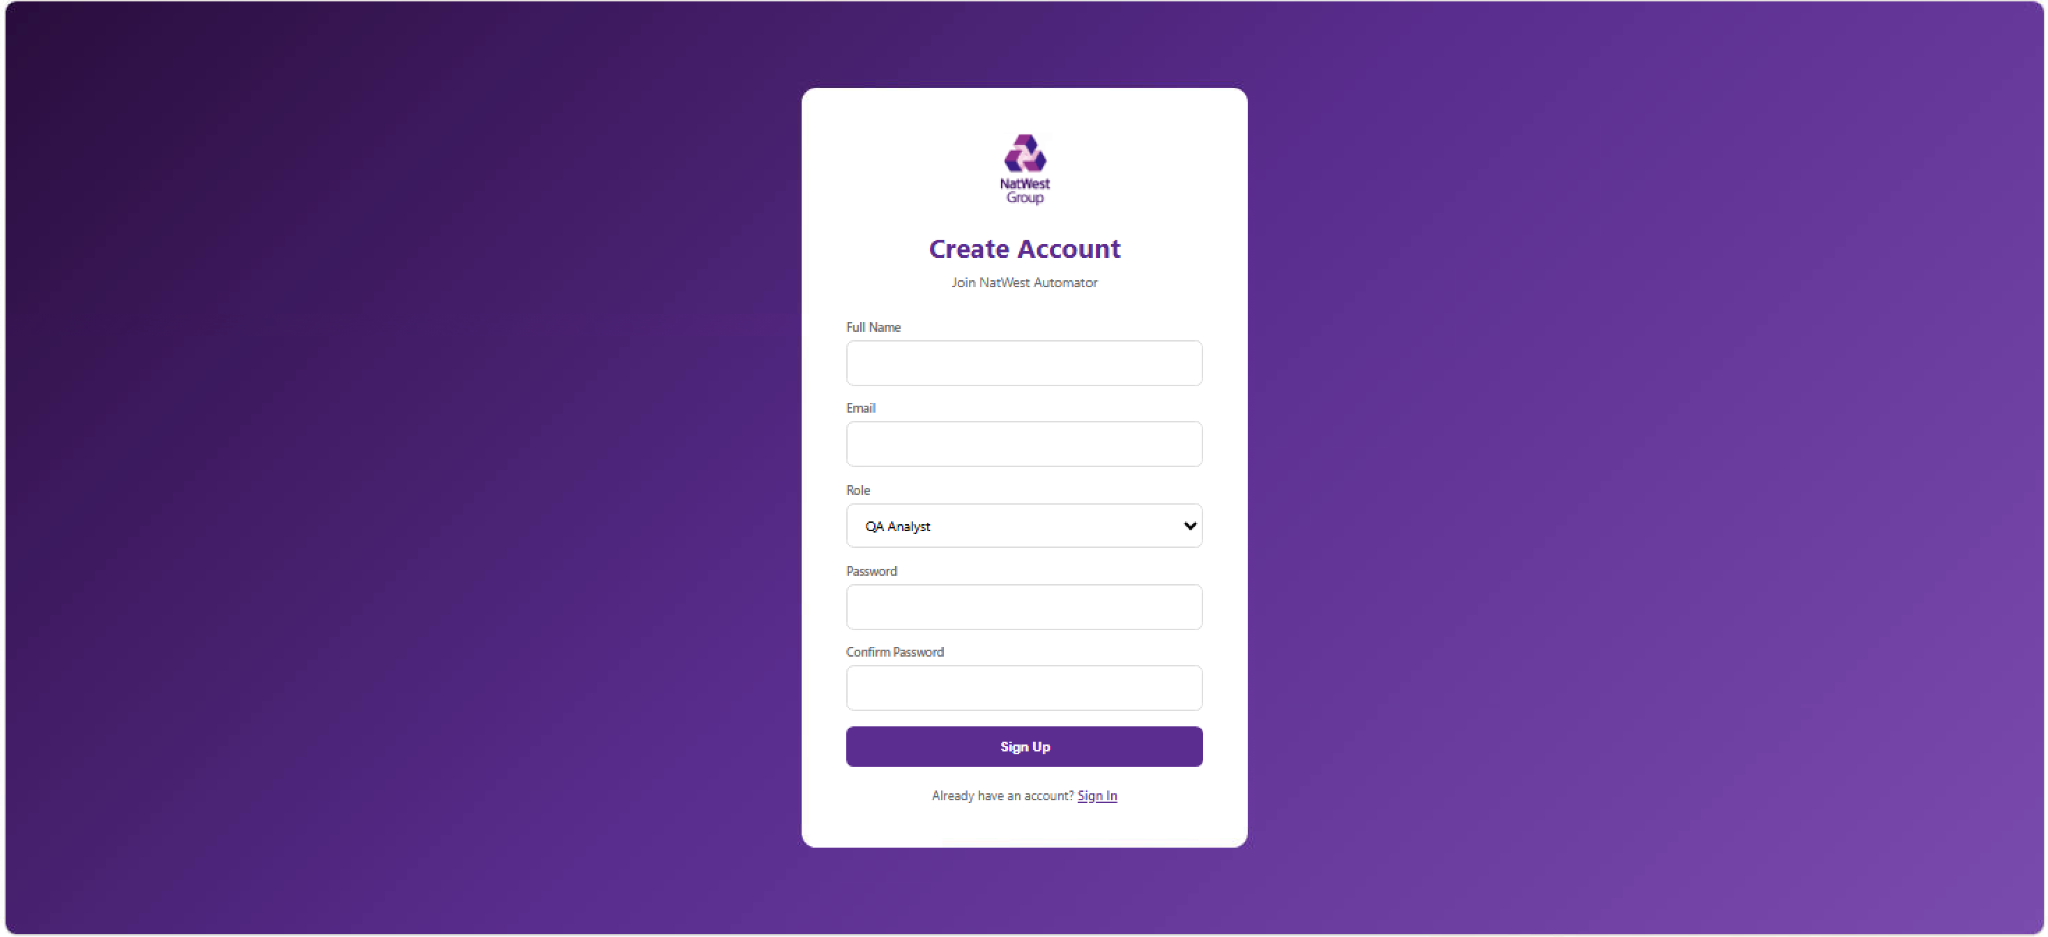 NatWest
Group
Create Account
Join NatWest Automator
Full Name
Email
Role
QA Analyst
Password
Confirm Password
Sign Up
Already have an account? Sign In